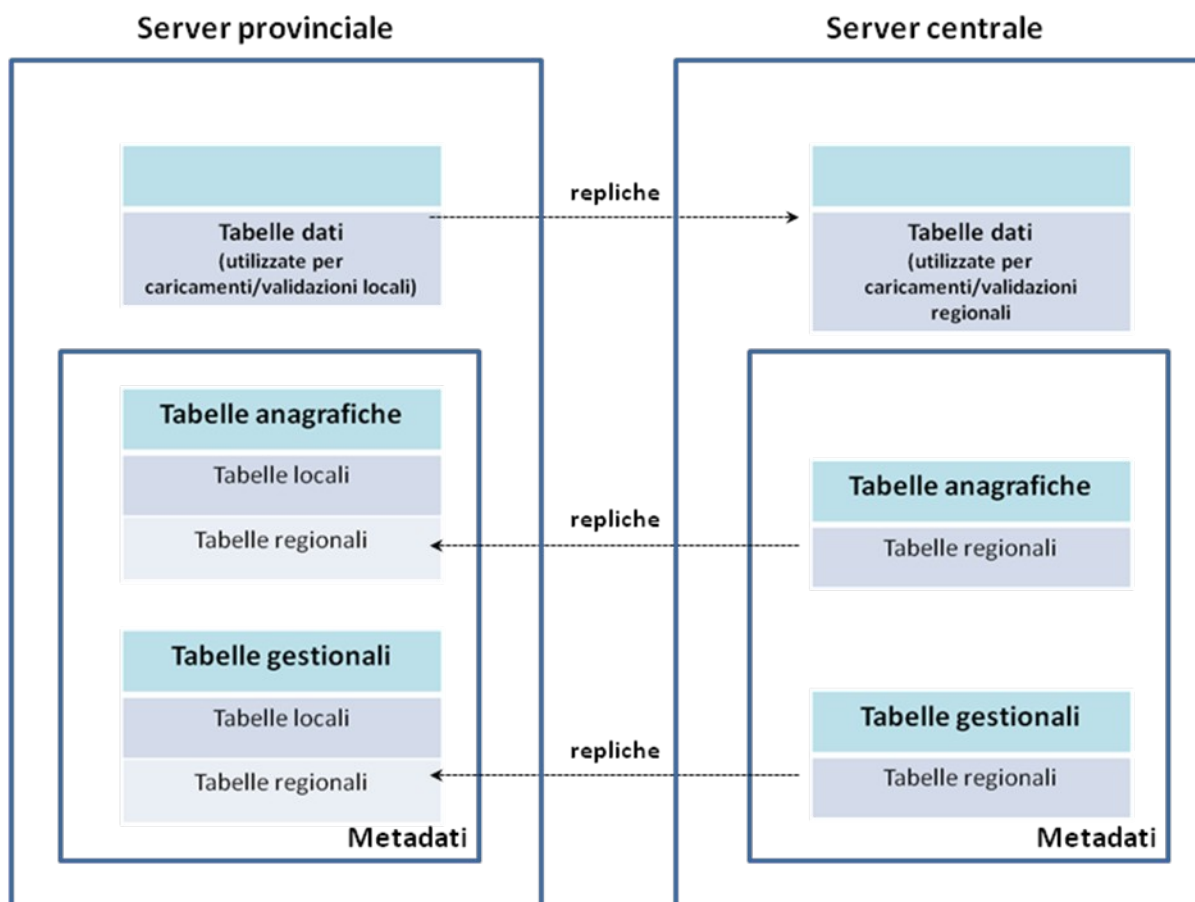 Server provinciale
Server centrale
repliche
Tabelle dati
(utilizzate per
caricamenti/validazioni locali)
Tabelle dati
(utilizzate per
caricamenti/validazioni
regionali
Tabelle anagrafiche
Tabelle locali
Tabelle regionali
repliche
Tabelle anagrafiche
Tabelle regionali
Tabelle gestionali
Tabelle locali
Tabelle regionali
repliche
Tabelle gestionali
Tabelle regionali
Metadati
Metadati